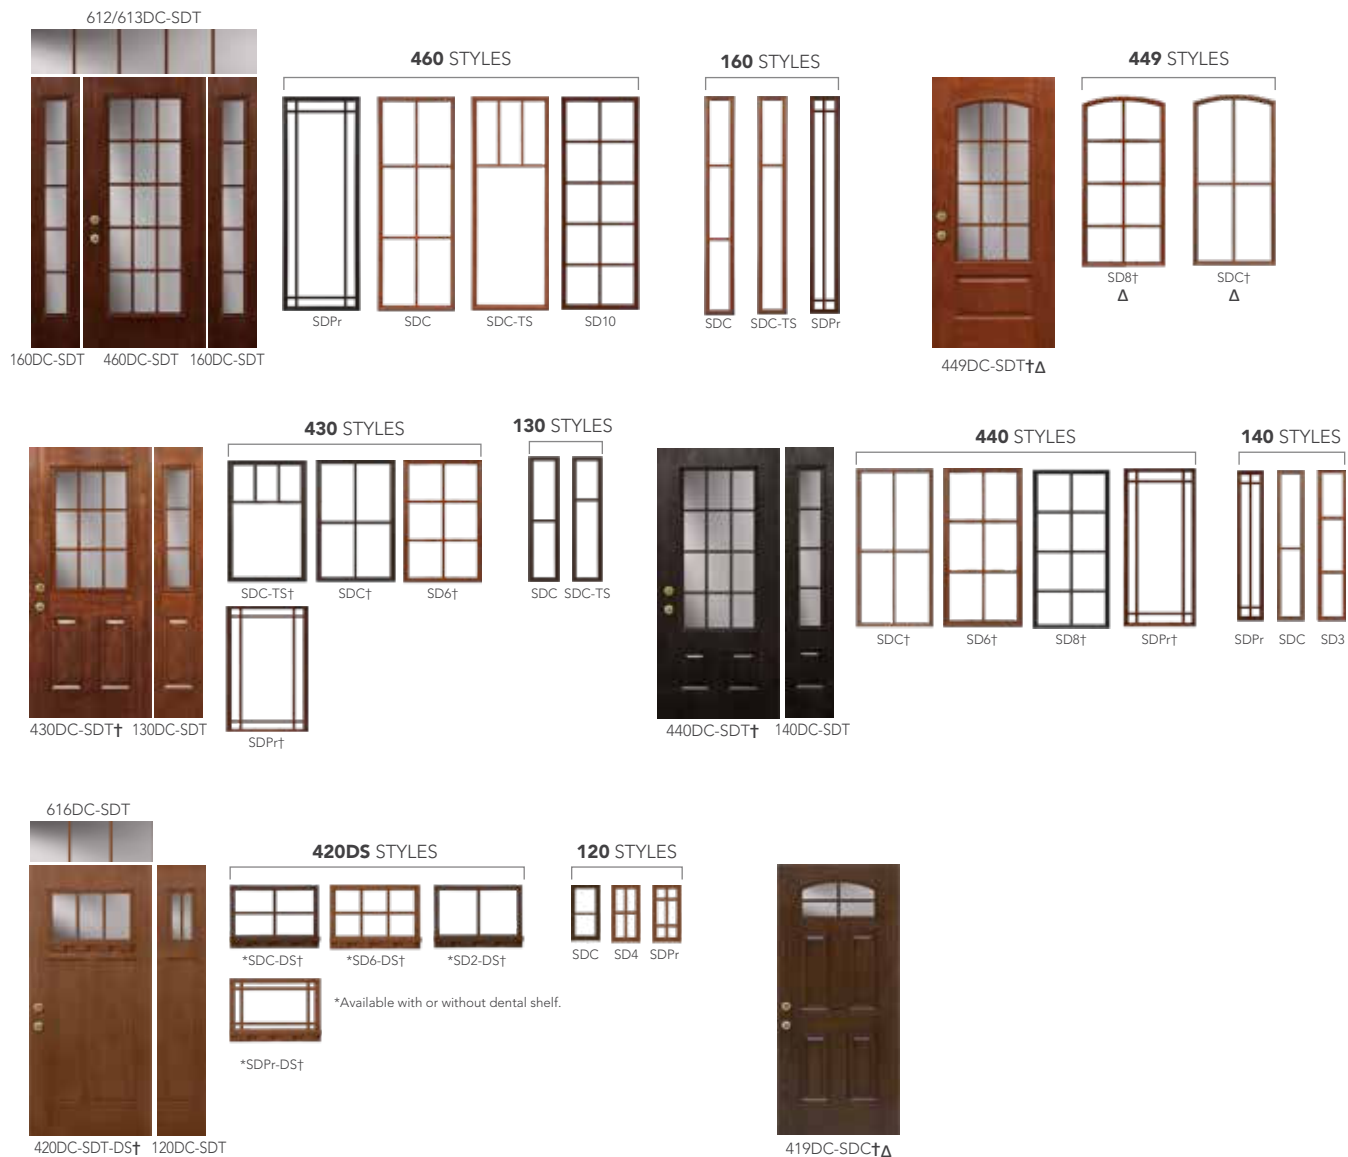 612/613DC-SDT
460 STYLES
160 STYLES
449 STYLES
SDPr
SDC
SDC-TS
SD10
SDC
SDC-TS
SDPr
SD8†
Δ
SDC†
Δ
160DC-SDT
460DC-SDT
160DC-SDT
449DC-SDT†Δ
430 STYLES
130 STYLES
440 STYLES
140 STYLES
SDC-TS†
SDC†
SD6†
SDC
SDC-TS
SDC†
SD6†
SD8†
SDPr†
SDPr
SDC
SD3
430DC-SDT†
130DC-SDT
SDPr†
440DC-SDT†
140DC-SDT
616DC-SDT
420DS STYLES
120 STYLES
*SDC-DS†
*SD6-DS†
*SD2-DS†
SDC
SD4
SDPr
*Available with or without dental shelf.
*SDPr-DS†
420DC-SDT-DS†
120DC-SDT
419DC-SDC†Δ